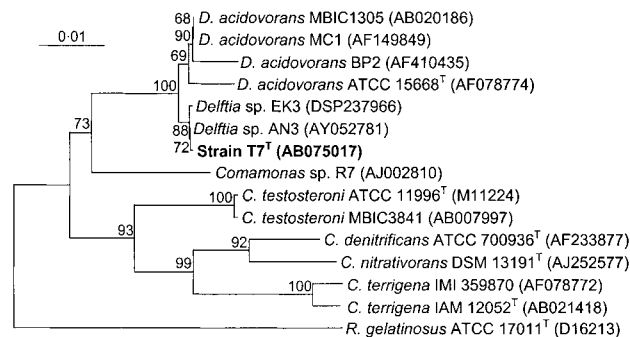 68 D. acidovorans MBIC1305 (AB020186)
0·01 90 D. acidovorans MC1 (AF149849)
69 D. acidovorans BP2 (AF410435)
D. acidovorans ATCC 15668ᵀ (AF078774)
100 Delftia sp. EK3 (DSP237966)
88 Delftia sp. AN3 (AY052781)
73 72 Strain T7ᵀ (AB075017)
Comamonas sp. R7 (AJ002810)
100 C. testosteroni ATCC 11996ᵀ (M11224)
C. testosteroni MBIC3841 (AB007997)
93 92 C. denitrificans ATCC 700936ᵀ (AF233877)
99 C. nitrativorans DSM 13191ᵀ (AJ252577)
100 C. terrigena IMI 359870 (AF078772)
C. terrigena IAM 12052ᵀ (AB021418)
R. gelatinosus ATCC 17011ᵀ (D16213)